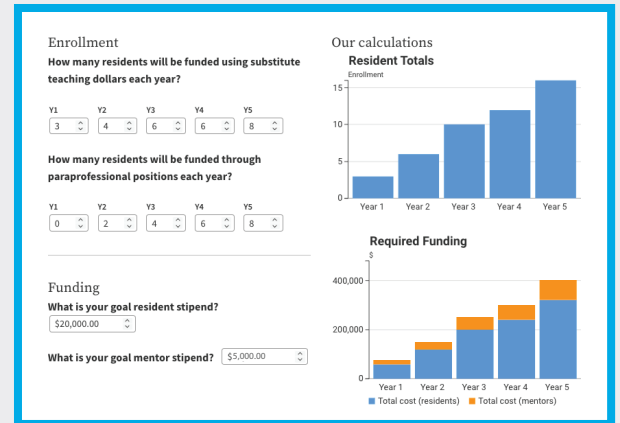 Enrollment
How many residents will be funded using substitute
teaching dollars each year?
Y1 Y2 Y3 Y4 Y5
3 4 6 6 8
How many residents will be funded through
paraprofessional positions each year?
Y1 Y2 Y3 Y4 Y5
0 2 4 6 8
Funding
What is your goal resident stipend?
$20,000.00
What is your goal mentor stipend? $5,000.00
Our calculations
Resident Totals
Enrollment
15
10
5
0
Year 1 Year 2 Year 3 Year 4 Year 5
Required Funding
$
400,000
200,000
0
Year 1 Year 2 Year 3 Year 4 Year 5
Total cost (residents) Total cost (mentors)